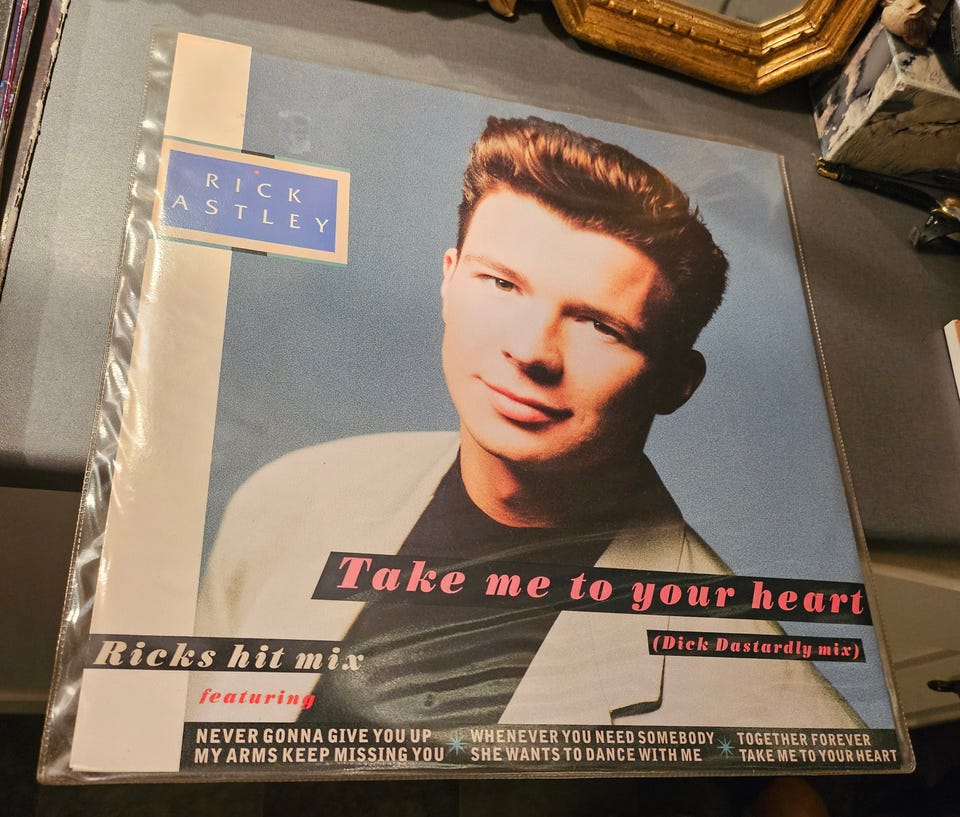 RICK
ASTLEY
Take me to your heart
(Dick Dastardly mix)
Ricks hit mix
featuring
NEVER GONNA GIVE YOU UP
MY ARMS KEEP MISSING YOU
WHENEVER YOU NEED SOMEBODY
SHE WANTS TO DANCE WITH ME
TOGETHER FOREVER
TAKE ME TO YOUR HEART